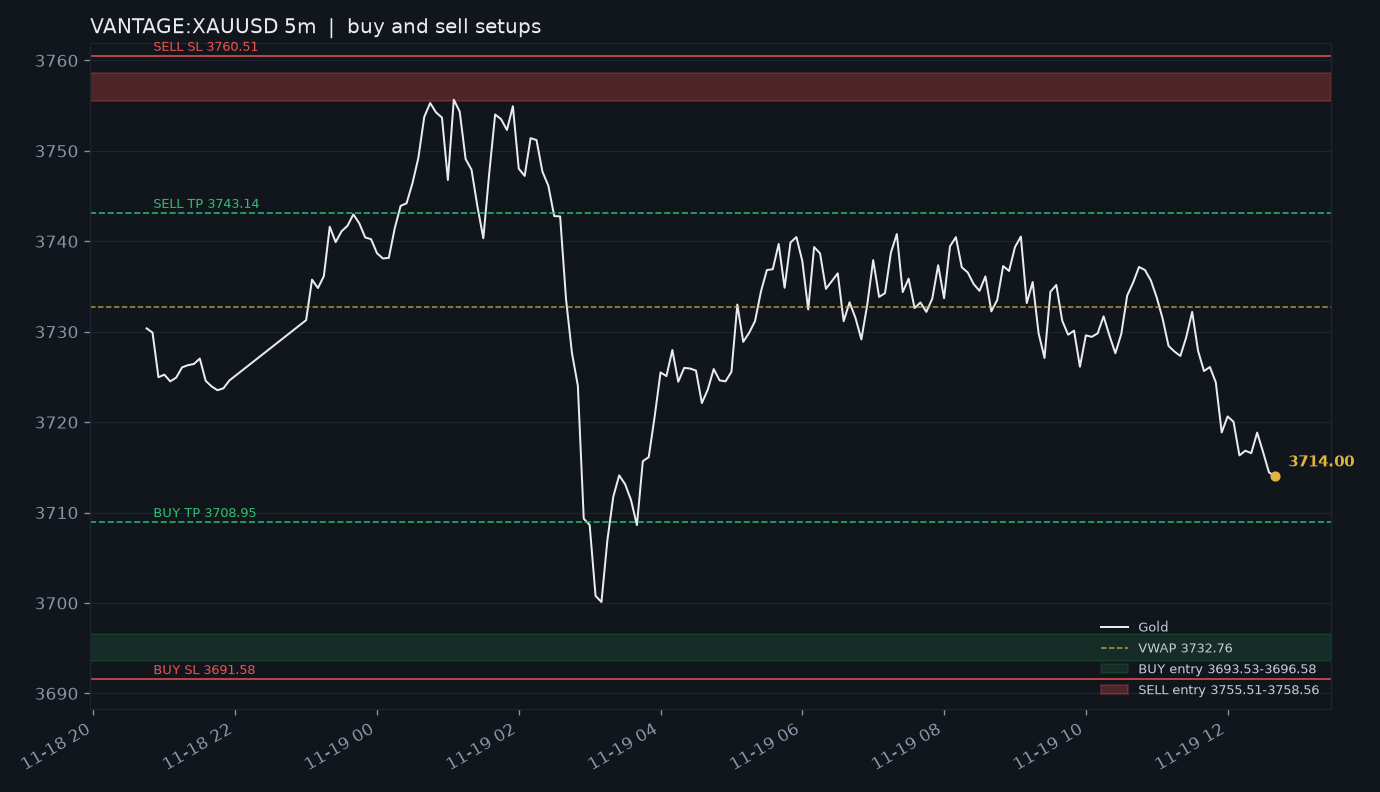 VANTAGE:XAUUSD 5m | buy and sell setups
SELL SL 3760.51
3760
3750
SELL TP 3743.14
3740
3730
3720
3714.00
BUY TP 3708.95
3710
3700
Gold
VWAP 3732.76
BUY SL 3691.58
BUY entry 3693.53-3696.58
SELL entry 3755.51-3758.56
3690
11-18 20
11-18 22
11-19 00
11-19 02
11-19 04
11-19 06
11-19 08
11-19 10
11-19 12